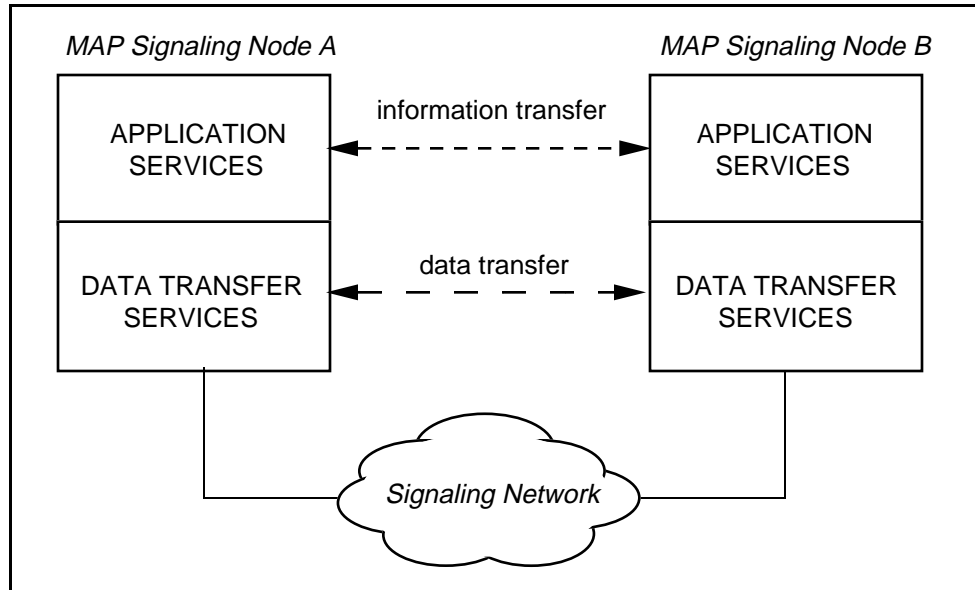 MAP Signaling Node A
MAP Signaling Node B
APPLICATION
SERVICES
information transfer
APPLICATION
SERVICES
DATA TRANSFER
SERVICES
data transfer
DATA TRANSFER
SERVICES
Signaling Network